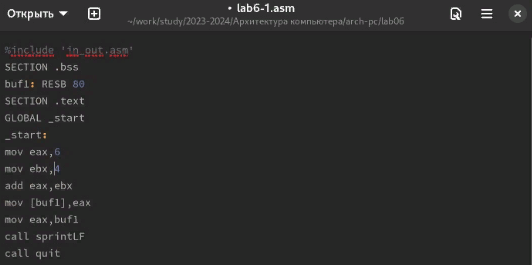 Открыть
• lab6-1.asm
~/work/study/2023-2024/Архитектура компьютера/arch-pc/lab06
%include 'in_out.asm'
SECTION .bss
buf1: RESB 80
SECTION .text
GLOBAL _start
_start:
mov eax,6
mov ebx,4
add eax,ebx
mov [buf1],eax
mov eax,buf1
call sprintLF
call quit